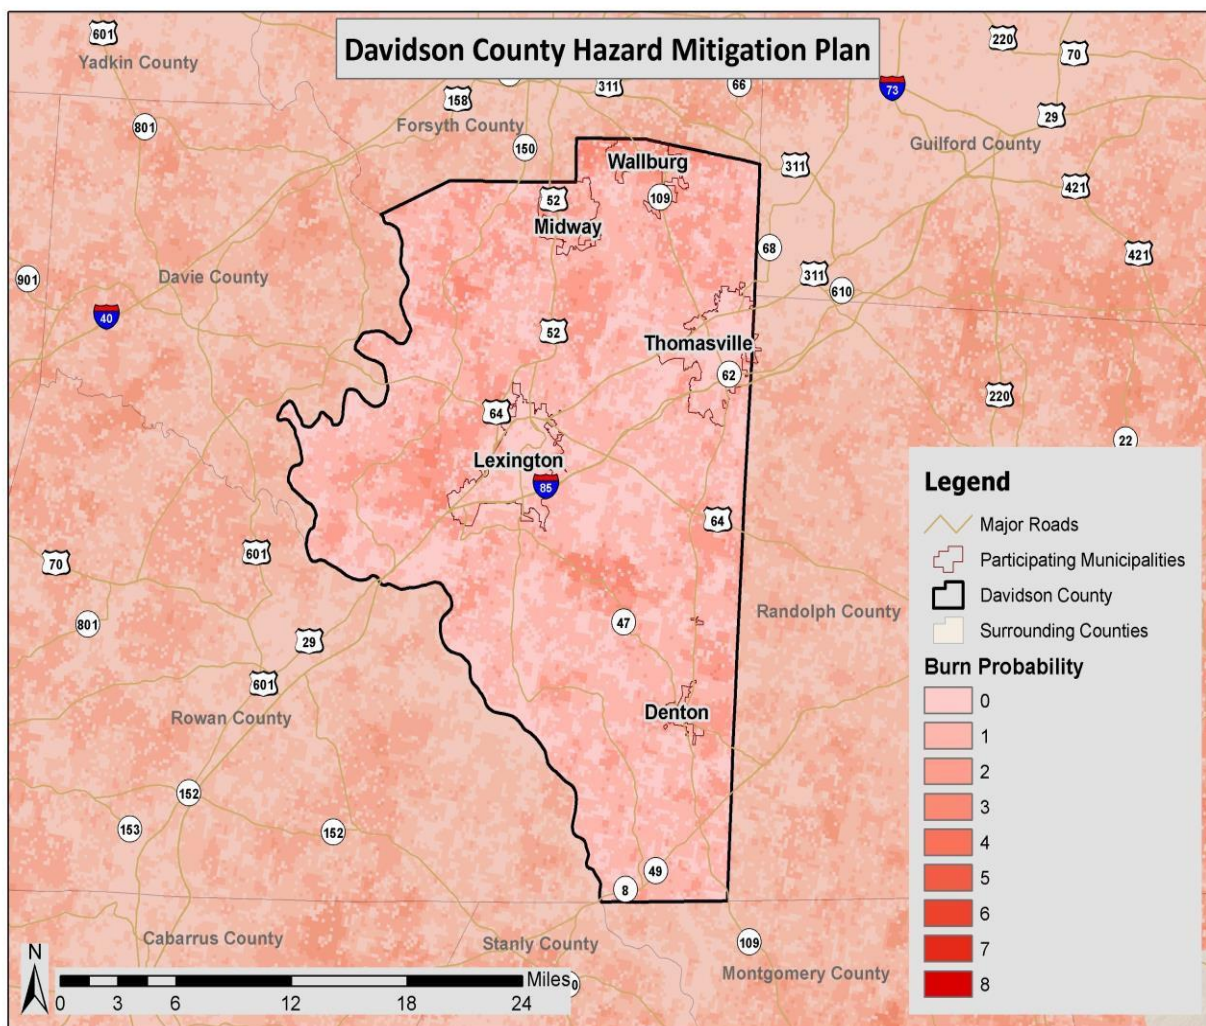 Davidson County Hazard Mitigation Plan
601
Yadkin County
220
70
158
311
66
73
29
801
Forsyth County
150
Guilford County
Wallburg
311
421
52
109
Midway
68
421
901
Davie County
311
610
40
52
Thomasville
62
220
64
22
Lexington
85
64
70
601
801
47
Randolph County
29
601
Rowan County
Denton
152
153
152
49
8
Cabarrus County
Stanly County
109
Montgomery County
Legend
Major Roads
Participating Municipalities
Davidson County
Surrounding Counties
Burn Probability
0
1
2
3
4
5
6
7
8
N
Miles
0 3 6 12 18 24